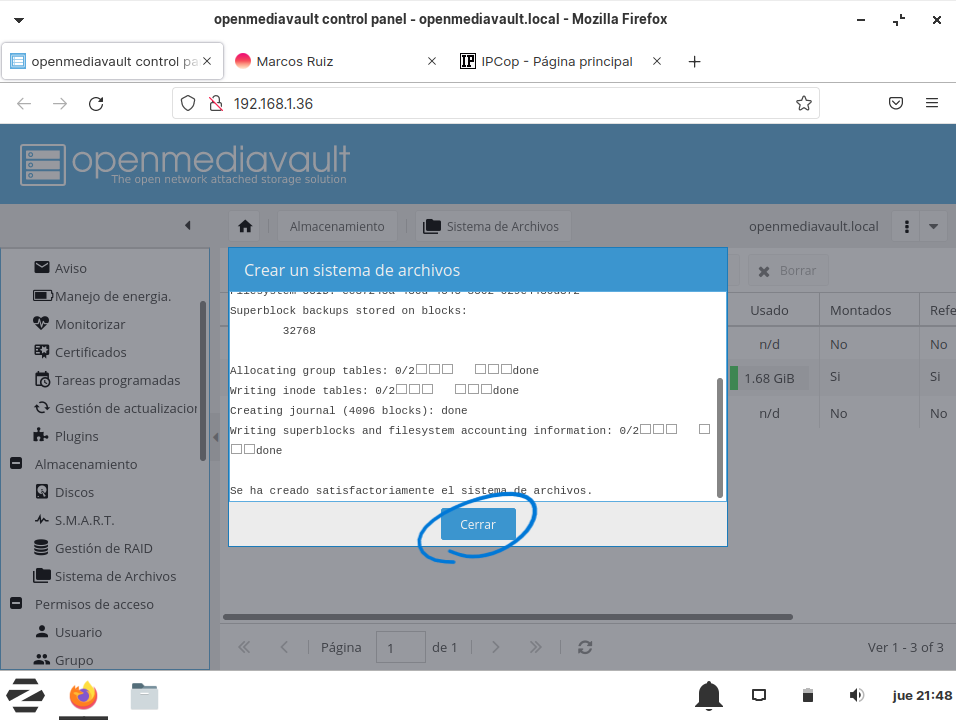 openmediavault control panel - openmediavault.local - Mozilla Firefox
openmediavault control pa
Marcos Ruiz
IPCop - Página principal
192.168.1.36
openmediavault
The open network attached storage solution
Almacenamiento
Sistema de Archivos
openmediavault.local
Aviso
Manejo de energia.
Monitorizar
Certificados
Tareas programadas
Gestión de actualizacion
Plugins
Almacenamiento
Discos
S.M.A.R.T.
Gestión de RAID
Sistema de Archivos
Permisos de acceso
Usuario
Grupo
Crear un sistema de archivos
Superblock backups stored on blocks:
32768
Allocating group tables: 0/2□□□ □□□done
Writing inode tables: 0/2□□□ □□□done
Creating journal (4096 blocks): done
Writing superblocks and filesystem accounting information: 0/2□□□ □
□□done
Se ha creado satisfactoriamente el sistema de archivos.
Cerrar
Borrar
Usado Montados Refe
n/d No No
1.68 GiB Si Si
n/d No No
Página 1 de 1
Ver 1 - 3 of 3
jue 21:48